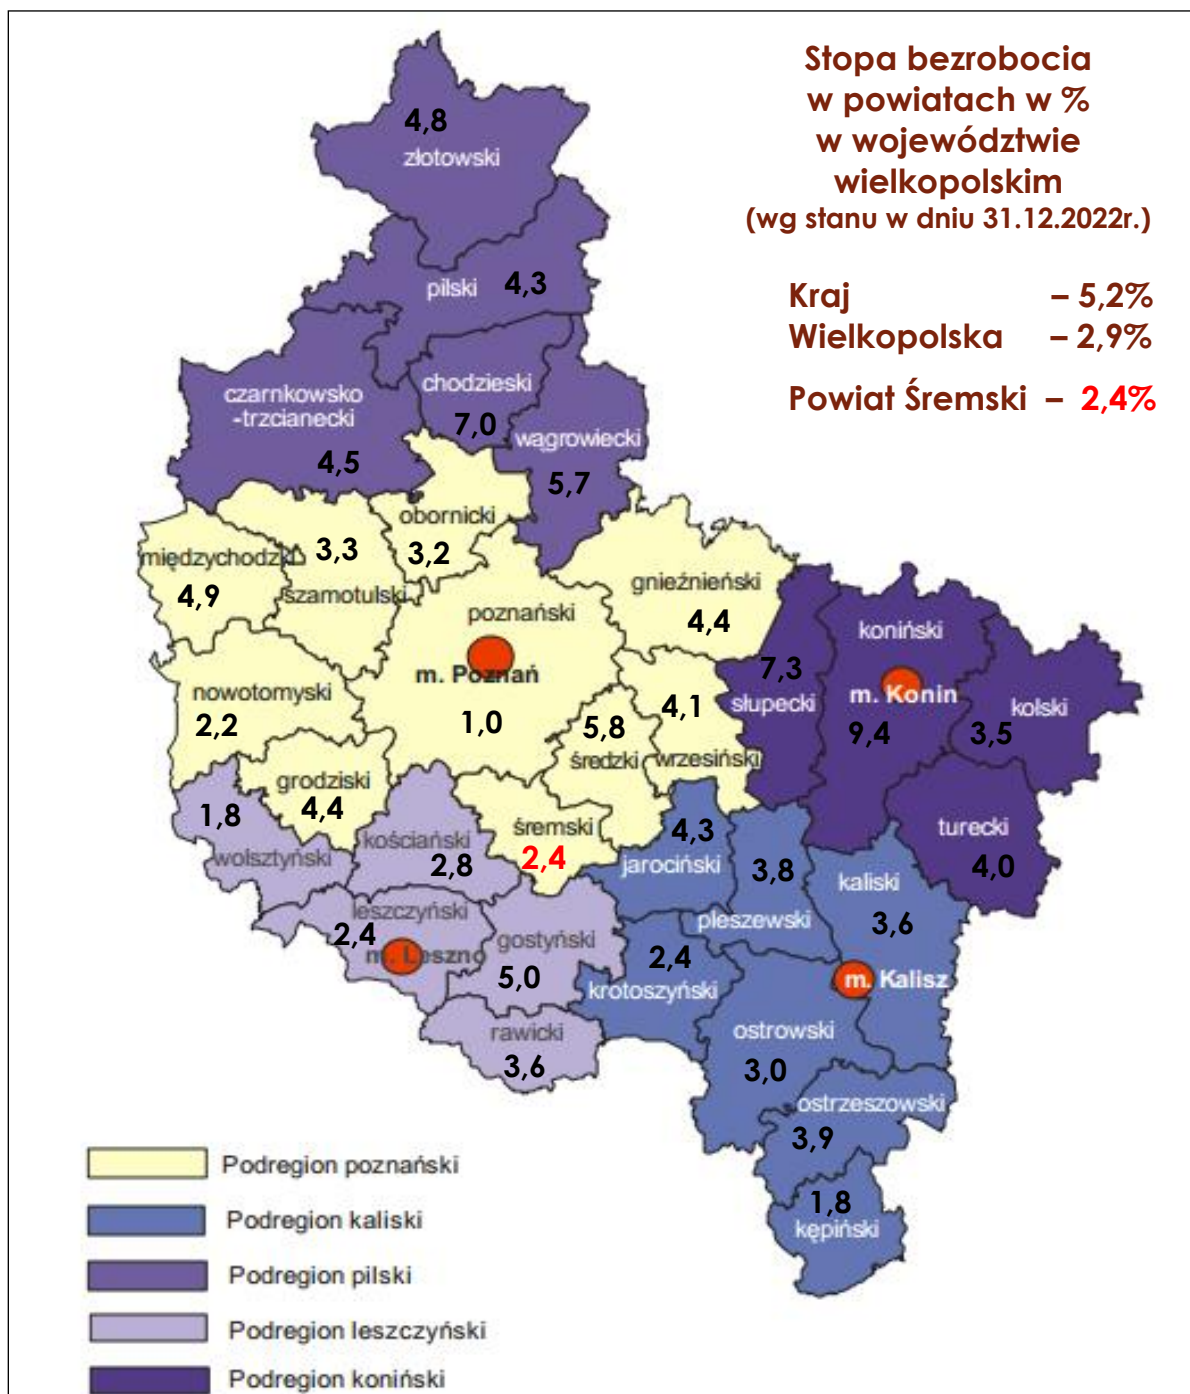 Stopa bezrobocia
w powiatach w %
w województwie
wielkopolskim
(wg stanu w dniu 31.12.2022r.)
Kraj – 5,2%
Wielkopolska – 2,9%
Powiat Śremski – 2,4%
4,8
złotowski
pilski 4,3
chodzieski
7,0
czarnkowsko
-trzcianecki
4,5
wągrowiecki
5,7
obornicki
3,2
międzychodzki
4,9
3,3
szamotulski
gnieźnieński
4,4
poznański
m. Poznań
1,0
nowotomyski
2,2
7,3
słupecki
koniński
m. Konin
9,4
kolski
3,5
4,1
wrzesiński
5,8
średzki
grodziski
4,4
1,8
wolsztyński
kościański
2,8
śremski
2,4
4,3
jarociński
3,8
pleszewski
kaliski
3,6
turecki
4,0
leszczyński
2,4
m. Leszno
gostyński
5,0
2,4
krotoszyński
m. Kalisz
rawicki
3,6
ostrowski
3,0
ostrzeszowski
3,9
1,8
kępiński
Podregion poznański
Podregion kaliski
Podregion pilski
Podregion leszczyński
Podregion koniński